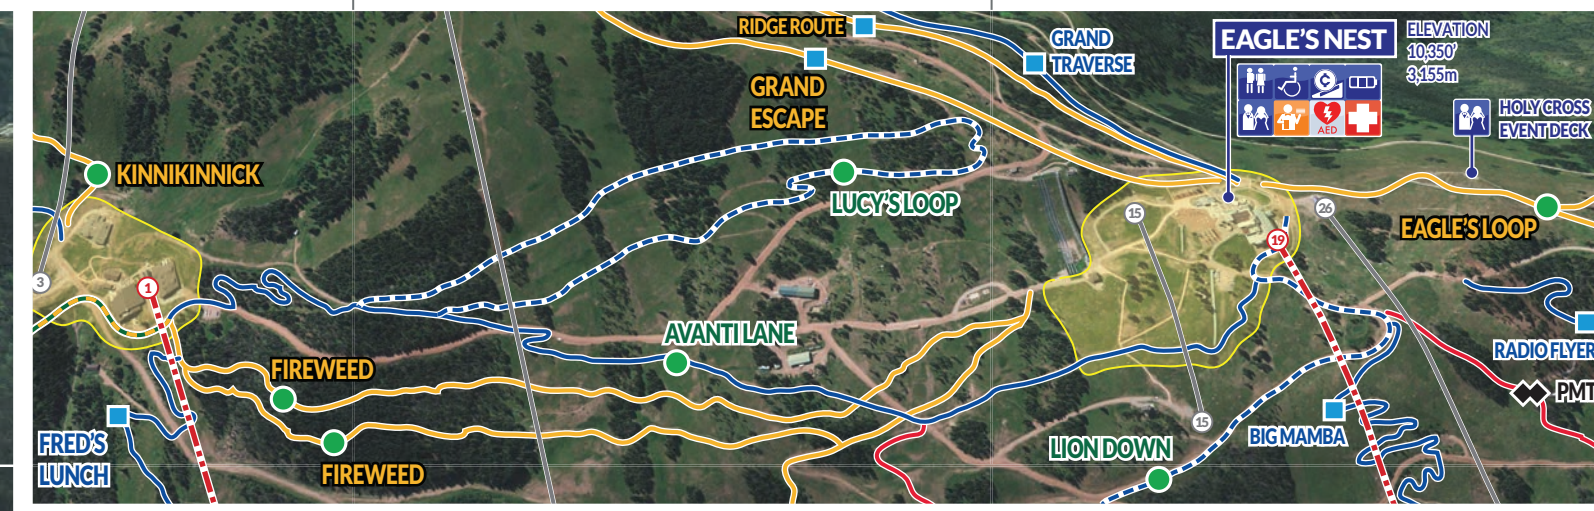 RIDGE ROUTE
GRAND
ESCAPE
GRAND
TRAVERSE
EAGLE'S NEST
ELEVATION
10,350'
3,155m
C
AED
HOLY CROSS
EVENT DECK
KINNIKINNICK
LUCY'S LOOP
15
26
EAGLE'S LOOP
19
3
1
AVANTI LANE
FIREWEED
RADIO FLYER
PMT
15
FRED'S
LUNCH
FIREWEED
LION DOWN
BIG MAMBA